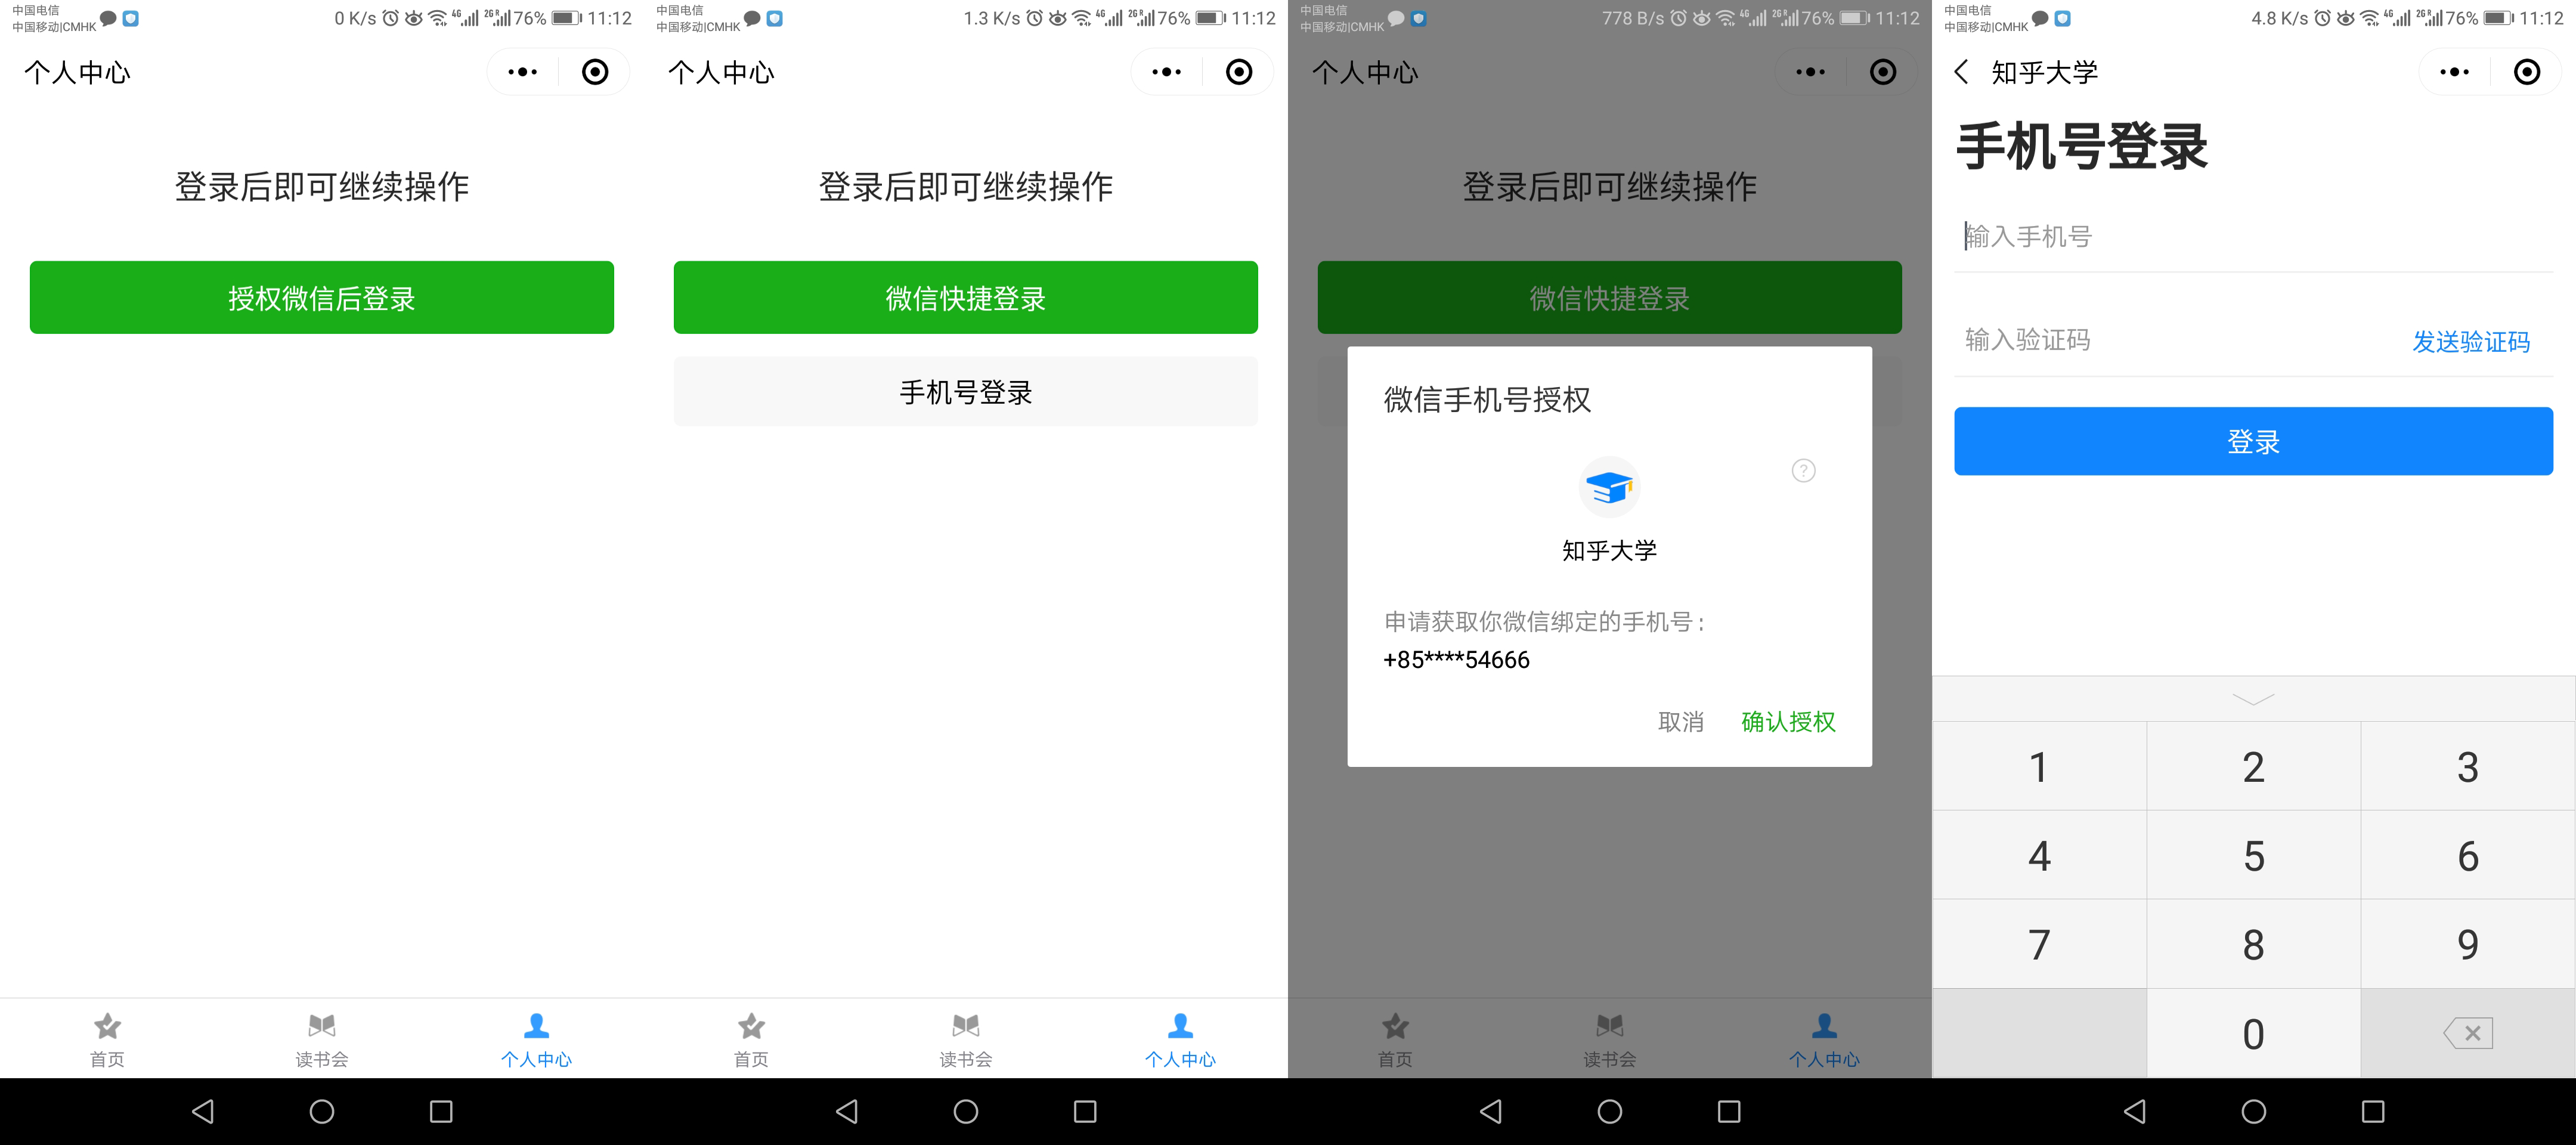 中国电信
中国移动|CMHK
0 K/s 4G 2G R 76% 11:12
个人中心
登录后即可继续操作
授权微信后登录
首页 读书会 个人中心
中国电信
中国移动|CMHK
1.3 K/s 4G 2G R 76% 11:12
个人中心
登录后即可继续操作
微信快捷登录
手机号登录
首页 读书会 个人中心
中国电信
中国移动|CMHK
778 B/s 4G 2G R 76% 11:12
个人中心
登录后即可继续操作
微信快捷登录
微信手机号授权
?
知乎大学
申请获取你微信绑定的手机号：
+85****54666
取消 确认授权
首页 读书会 个人中心
中国电信
中国移动|CMHK
4.8 K/s 4G 2G R 76% 11:12
知乎大学
手机号登录
输入手机号
输入验证码 发送验证码
登录
1 2 3
4 5 6
7 8 9
0